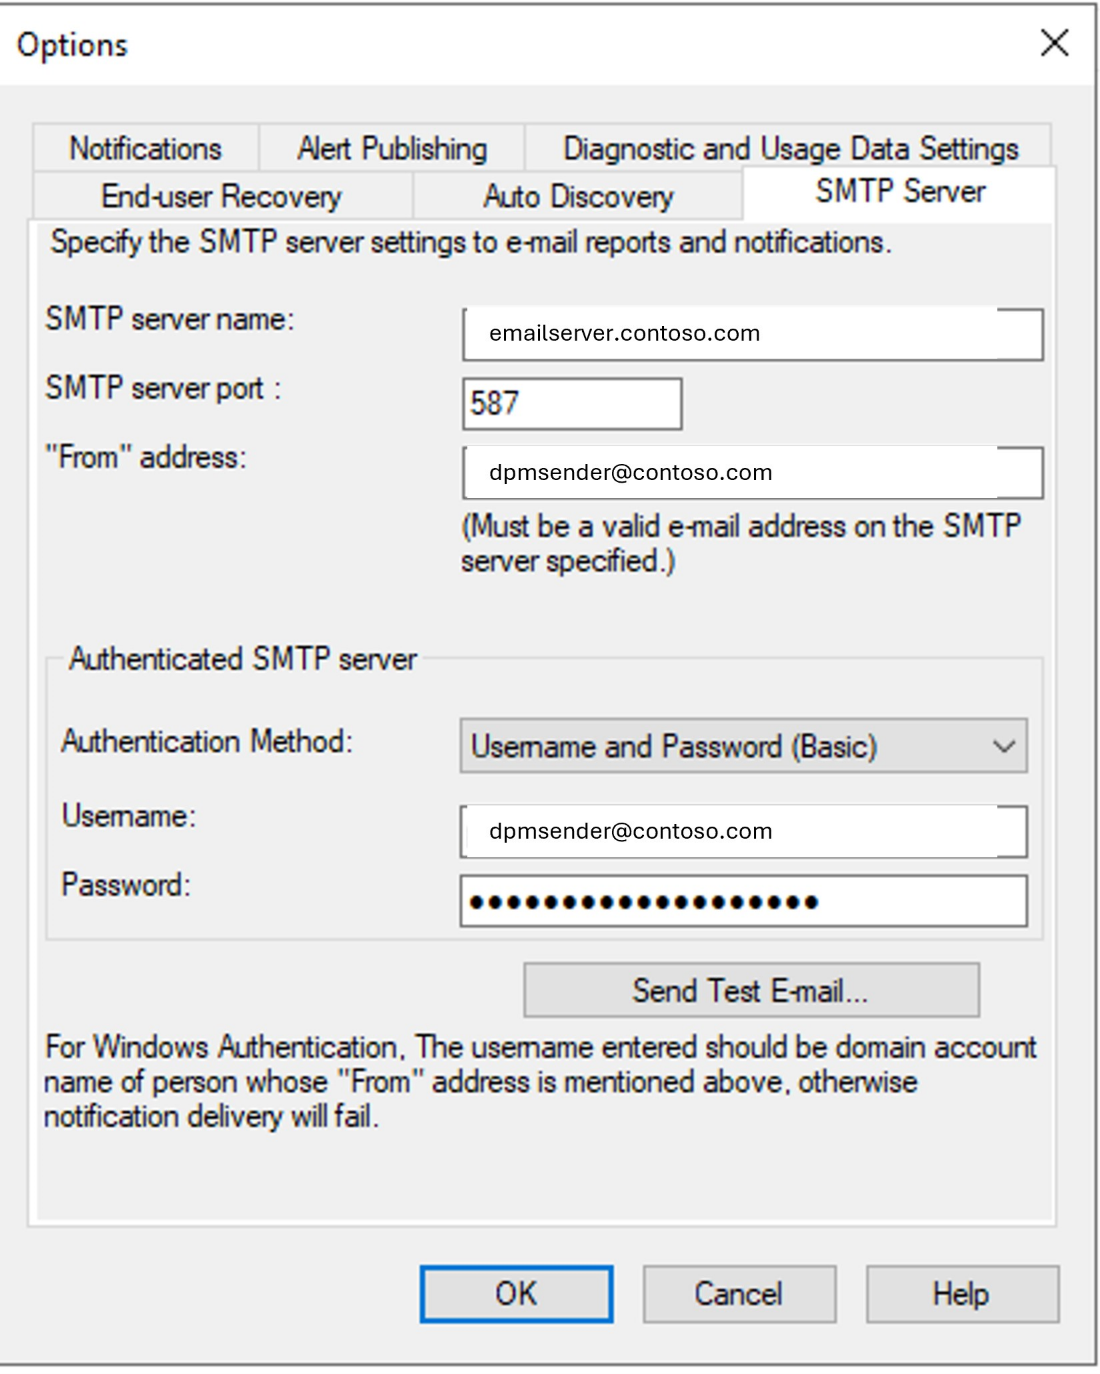 Options
Notifications Alert Publishing Diagnostic and Usage Data Settings
End-user Recovery Auto Discovery SMTP Server
Specify the SMTP server settings to e-mail reports and notifications.
SMTP server name: emailserver.contoso.com
SMTP server port : 587
"From" address: dpmsender@contoso.com
(Must be a valid e-mail address on the SMTP
server specified.)
Authenticated SMTP server
Authentication Method: Username and Password (Basic)
Username: dpmsender@contoso.com
Password: ●●●●●●●●●●●●●●●●●●●
Send Test E-mail...
For Windows Authentication, The username entered should be domain account
name of person whose "From" address is mentioned above, otherwise
notification delivery will fail.
OK Cancel Help